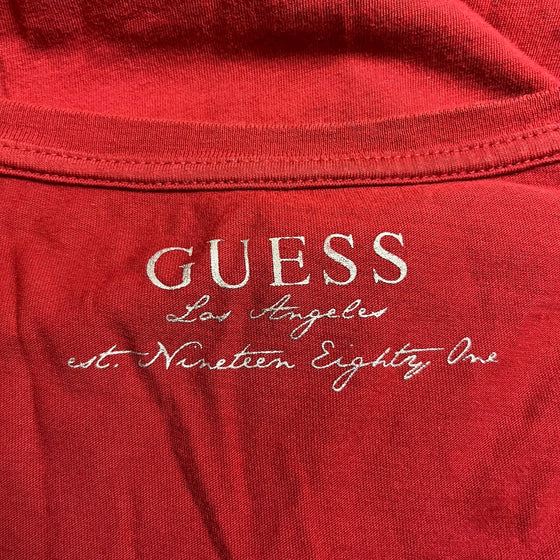 GUESS
Los Angeles
est. Nineteen Eighty One